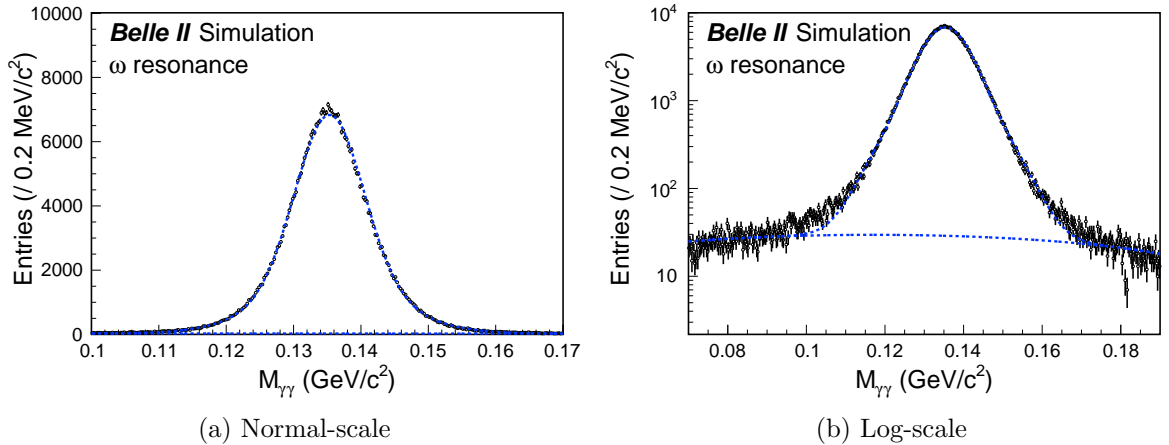 Belle II Simulation
ω resonance
Entries (/ 0.2 MeV/c²)
10000
8000
6000
4000
2000
0
0.1 0.11 0.12 0.13 0.14 0.15 0.16 0.17
Mγγ (GeV/c²)
(a) Normal-scale
Belle II Simulation
ω resonance
Entries (/ 0.2 MeV/c²)
10⁴
10³
10²
10
0.08 0.1 0.12 0.14 0.16 0.18
Mγγ (GeV/c²)
(b) Log-scale